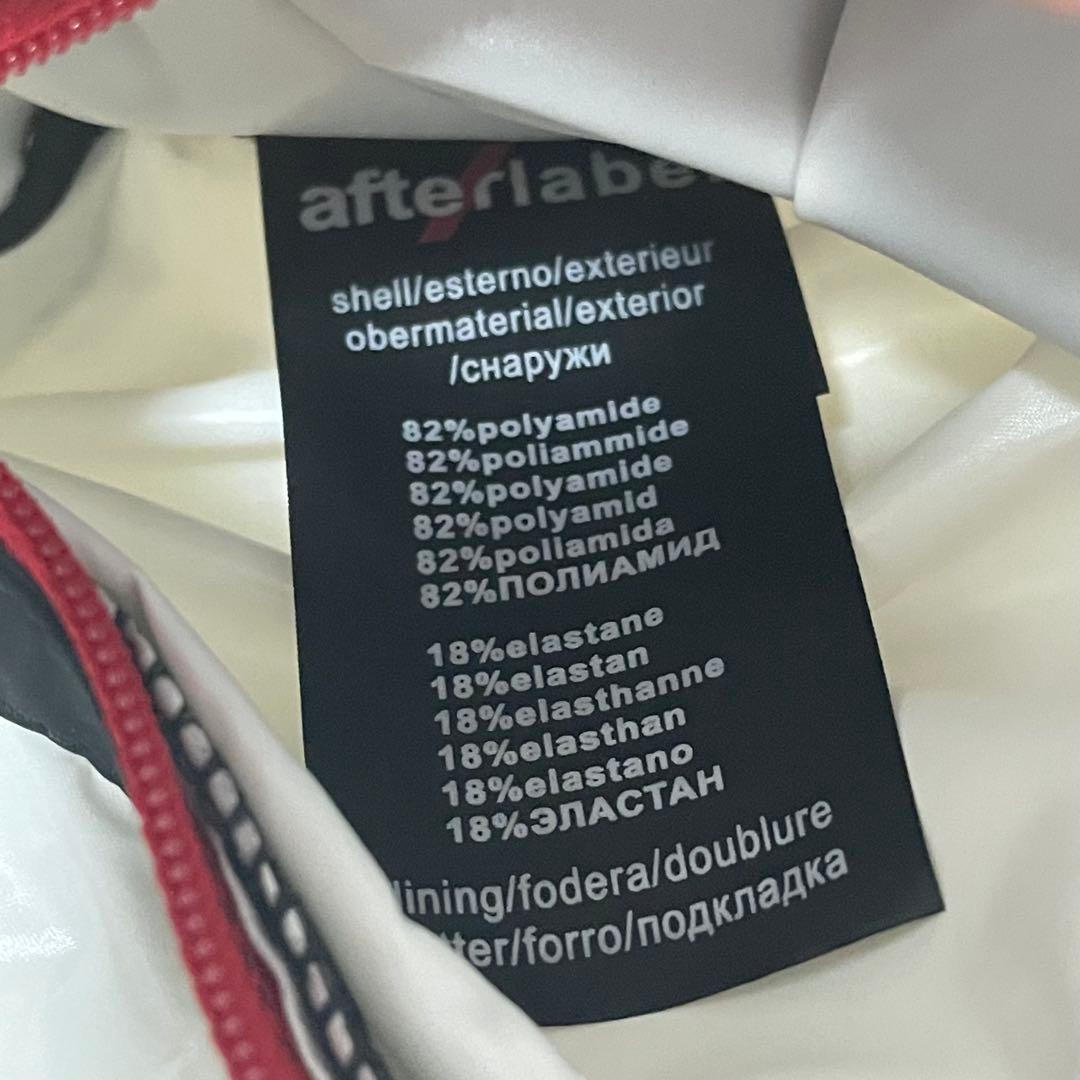 afterlabel
shell/esterno/exterieur
obermaterial/exterior
/снаружи
82%polyamide
82%poliammide
82%polyamide
82%polyamid
82%poliamida
82%ПОЛИАМИД
18%elastane
18%elastan
18%elasthanne
18%elasthan
18%elastano
18%ЭЛАСТАН
lining/fodera/doublure
/forro/подкладка